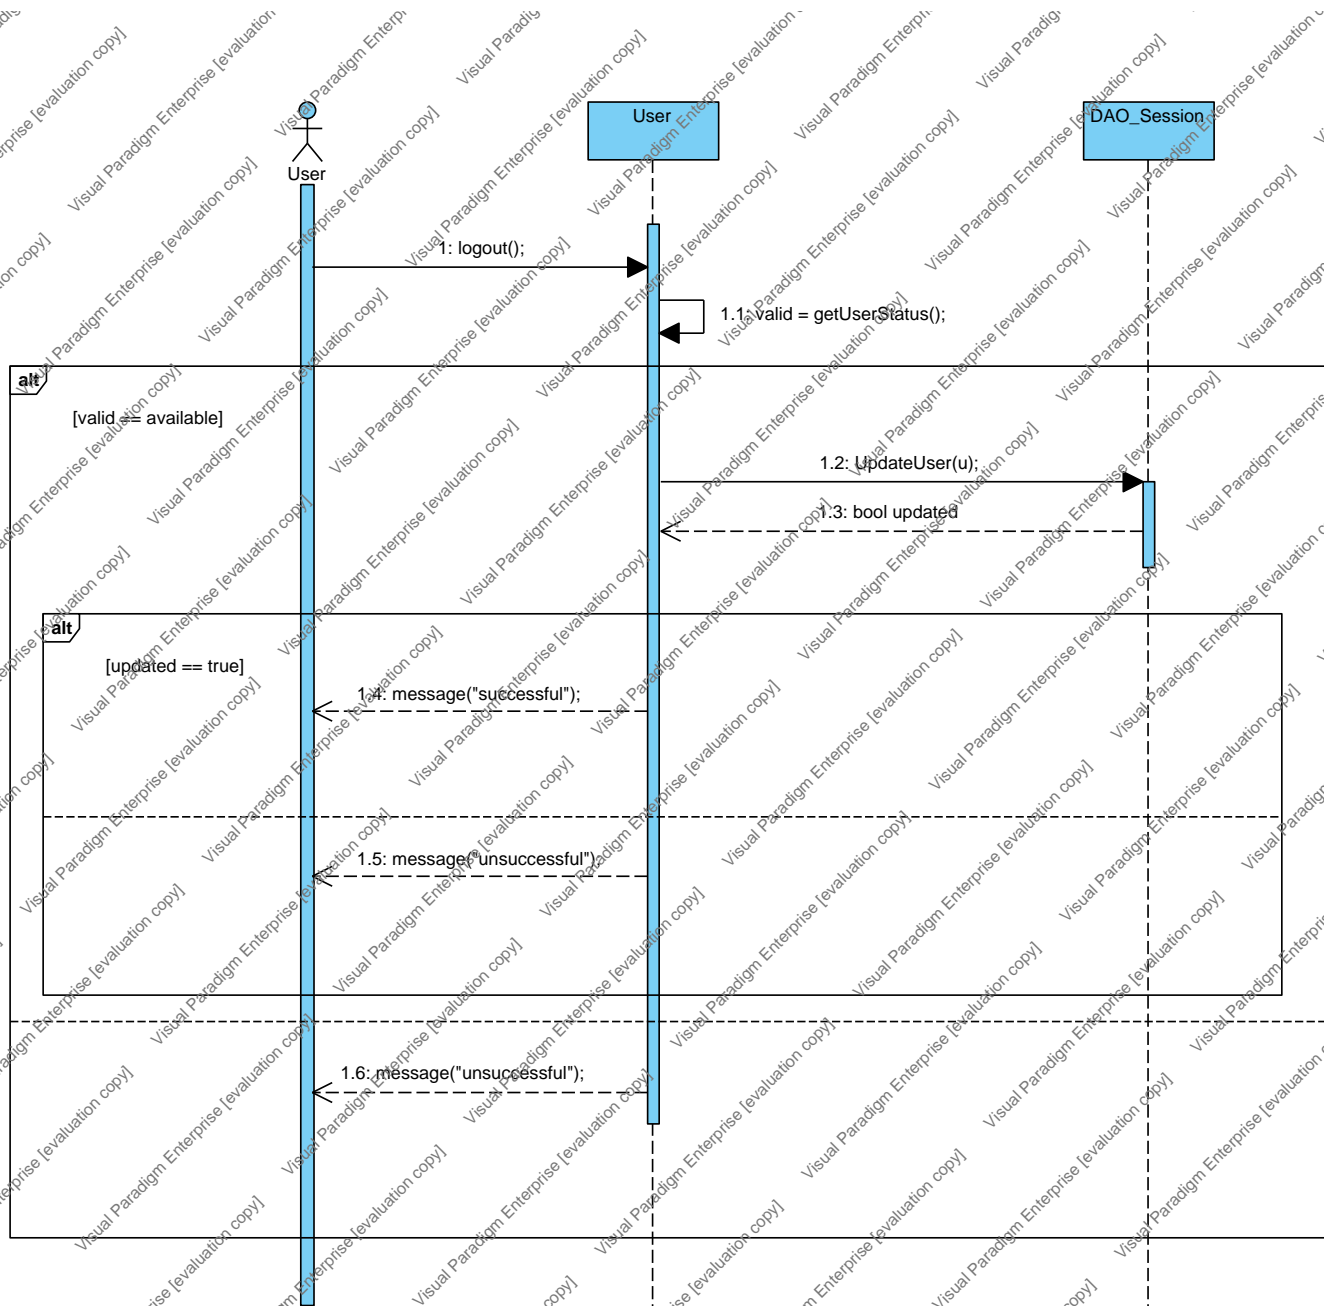 User
User
DAO_Session
1: logout();
1.1: valid = getUserStatus();
alt
[valid == available]
1.2: UpdateUser(u);
1.3: bool updated
alt
[updated == true]
1.4: message("successful");
1.5: message("unsuccessful");
1.6: message("unsuccessful");
Visual Paradigm Enterprise [evaluation copy]